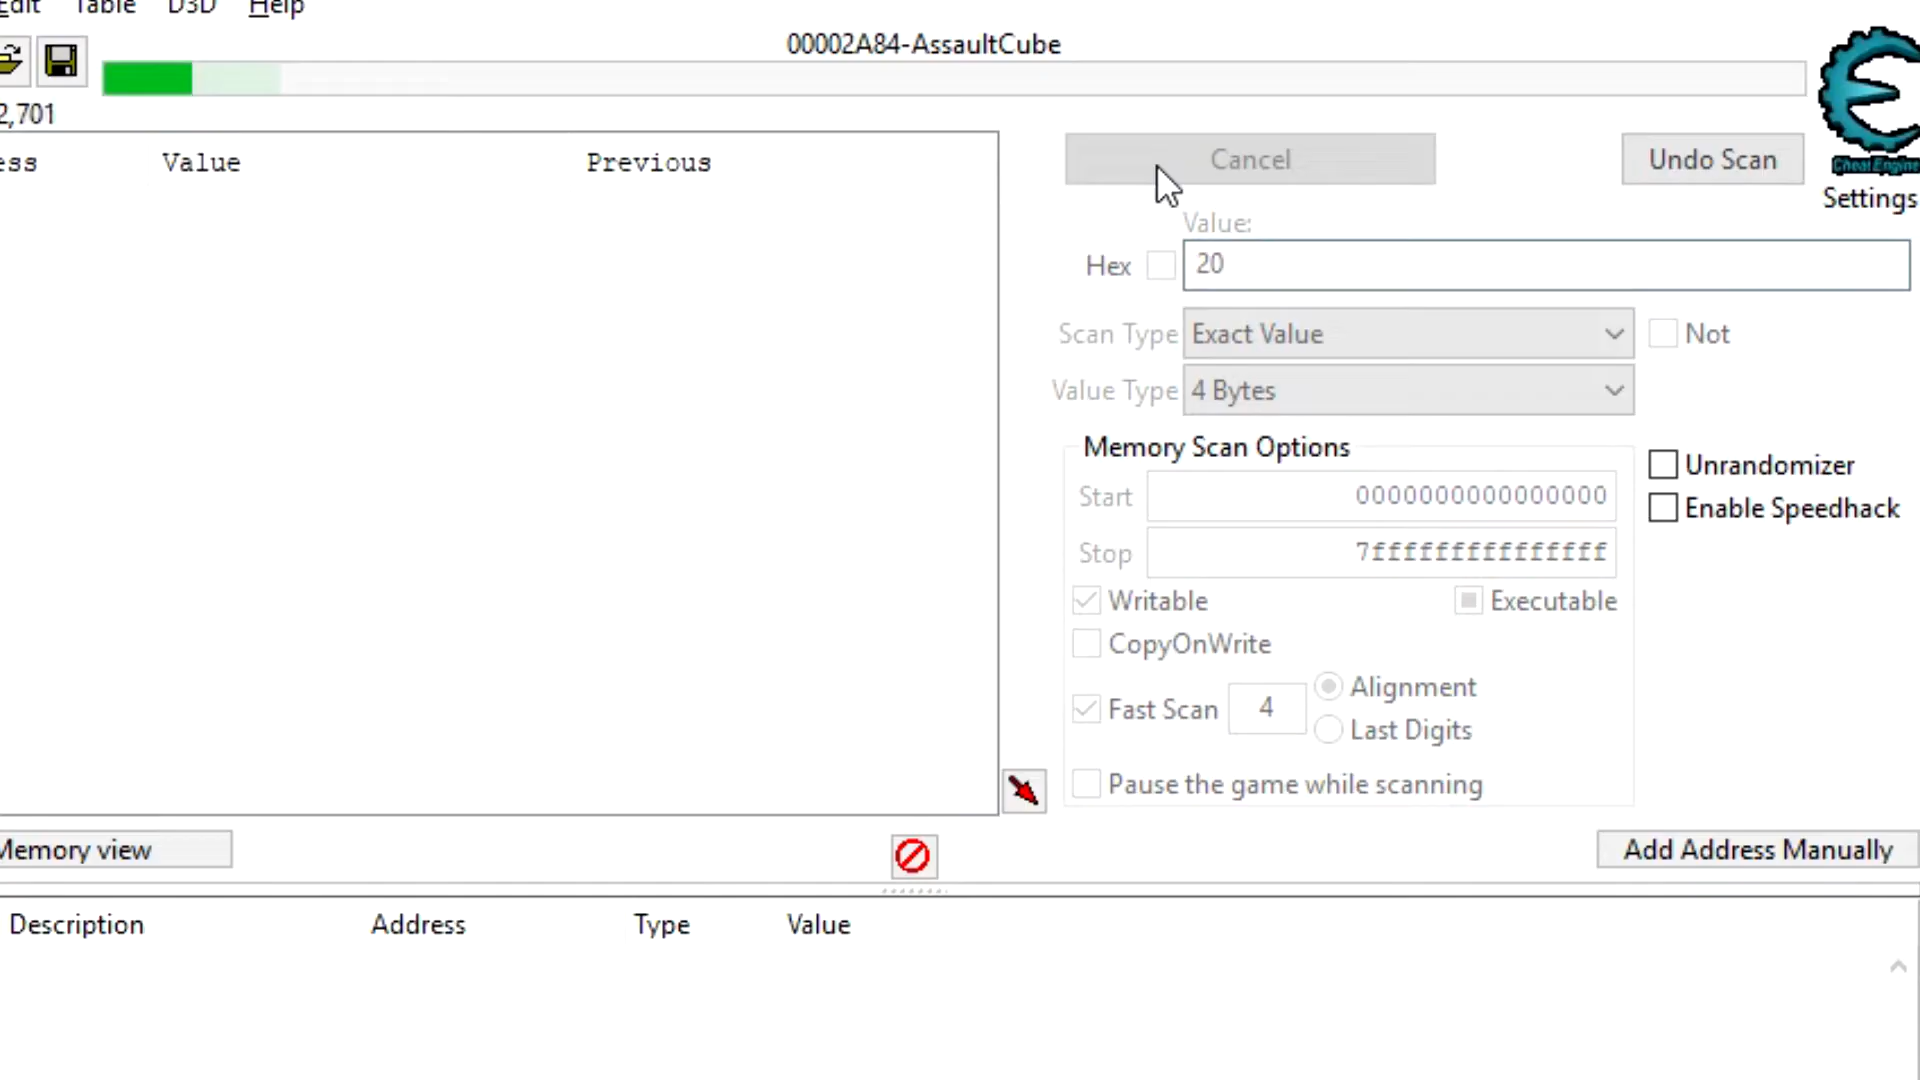 Edit Table D3D Help
00002A84-AssaultCube
2,701
ess Value Previous
Cancel
Undo Scan
Cheat Engine
Settings
Value:
Hex 20
Scan Type Exact Value Not
Value Type 4 Bytes
Memory Scan Options
Start 0000000000000000
Unrandomizer
Enable Speedhack
Stop 7fffffffffffffff
Writable Executable
CopyOnWrite
Fast Scan 4 Alignment
Last Digits
Pause the game while scanning
Memory view
Add Address Manually
Description Address Type Value